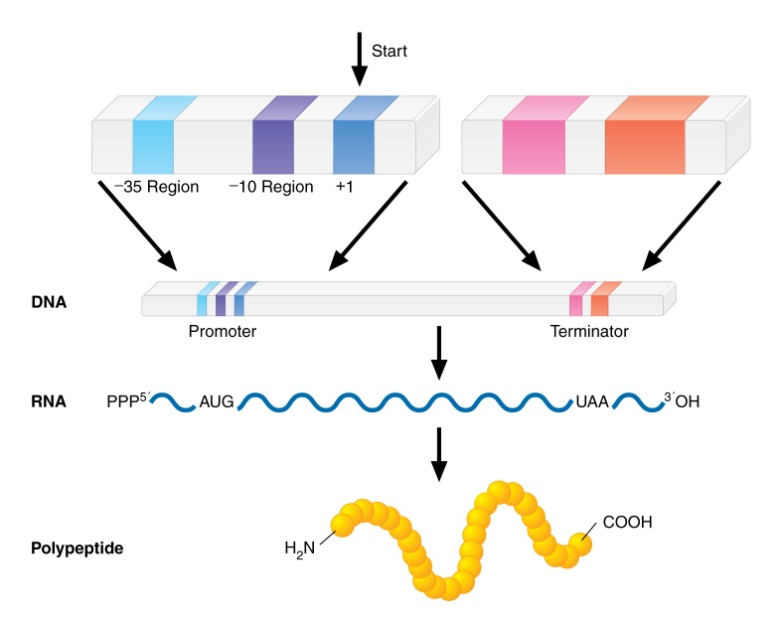 Start
−35 Region −10 Region +1
DNA
Promoter Terminator
RNA PPP5′ AUG UAA 3′OH
COOH
H₂N
Polypeptide